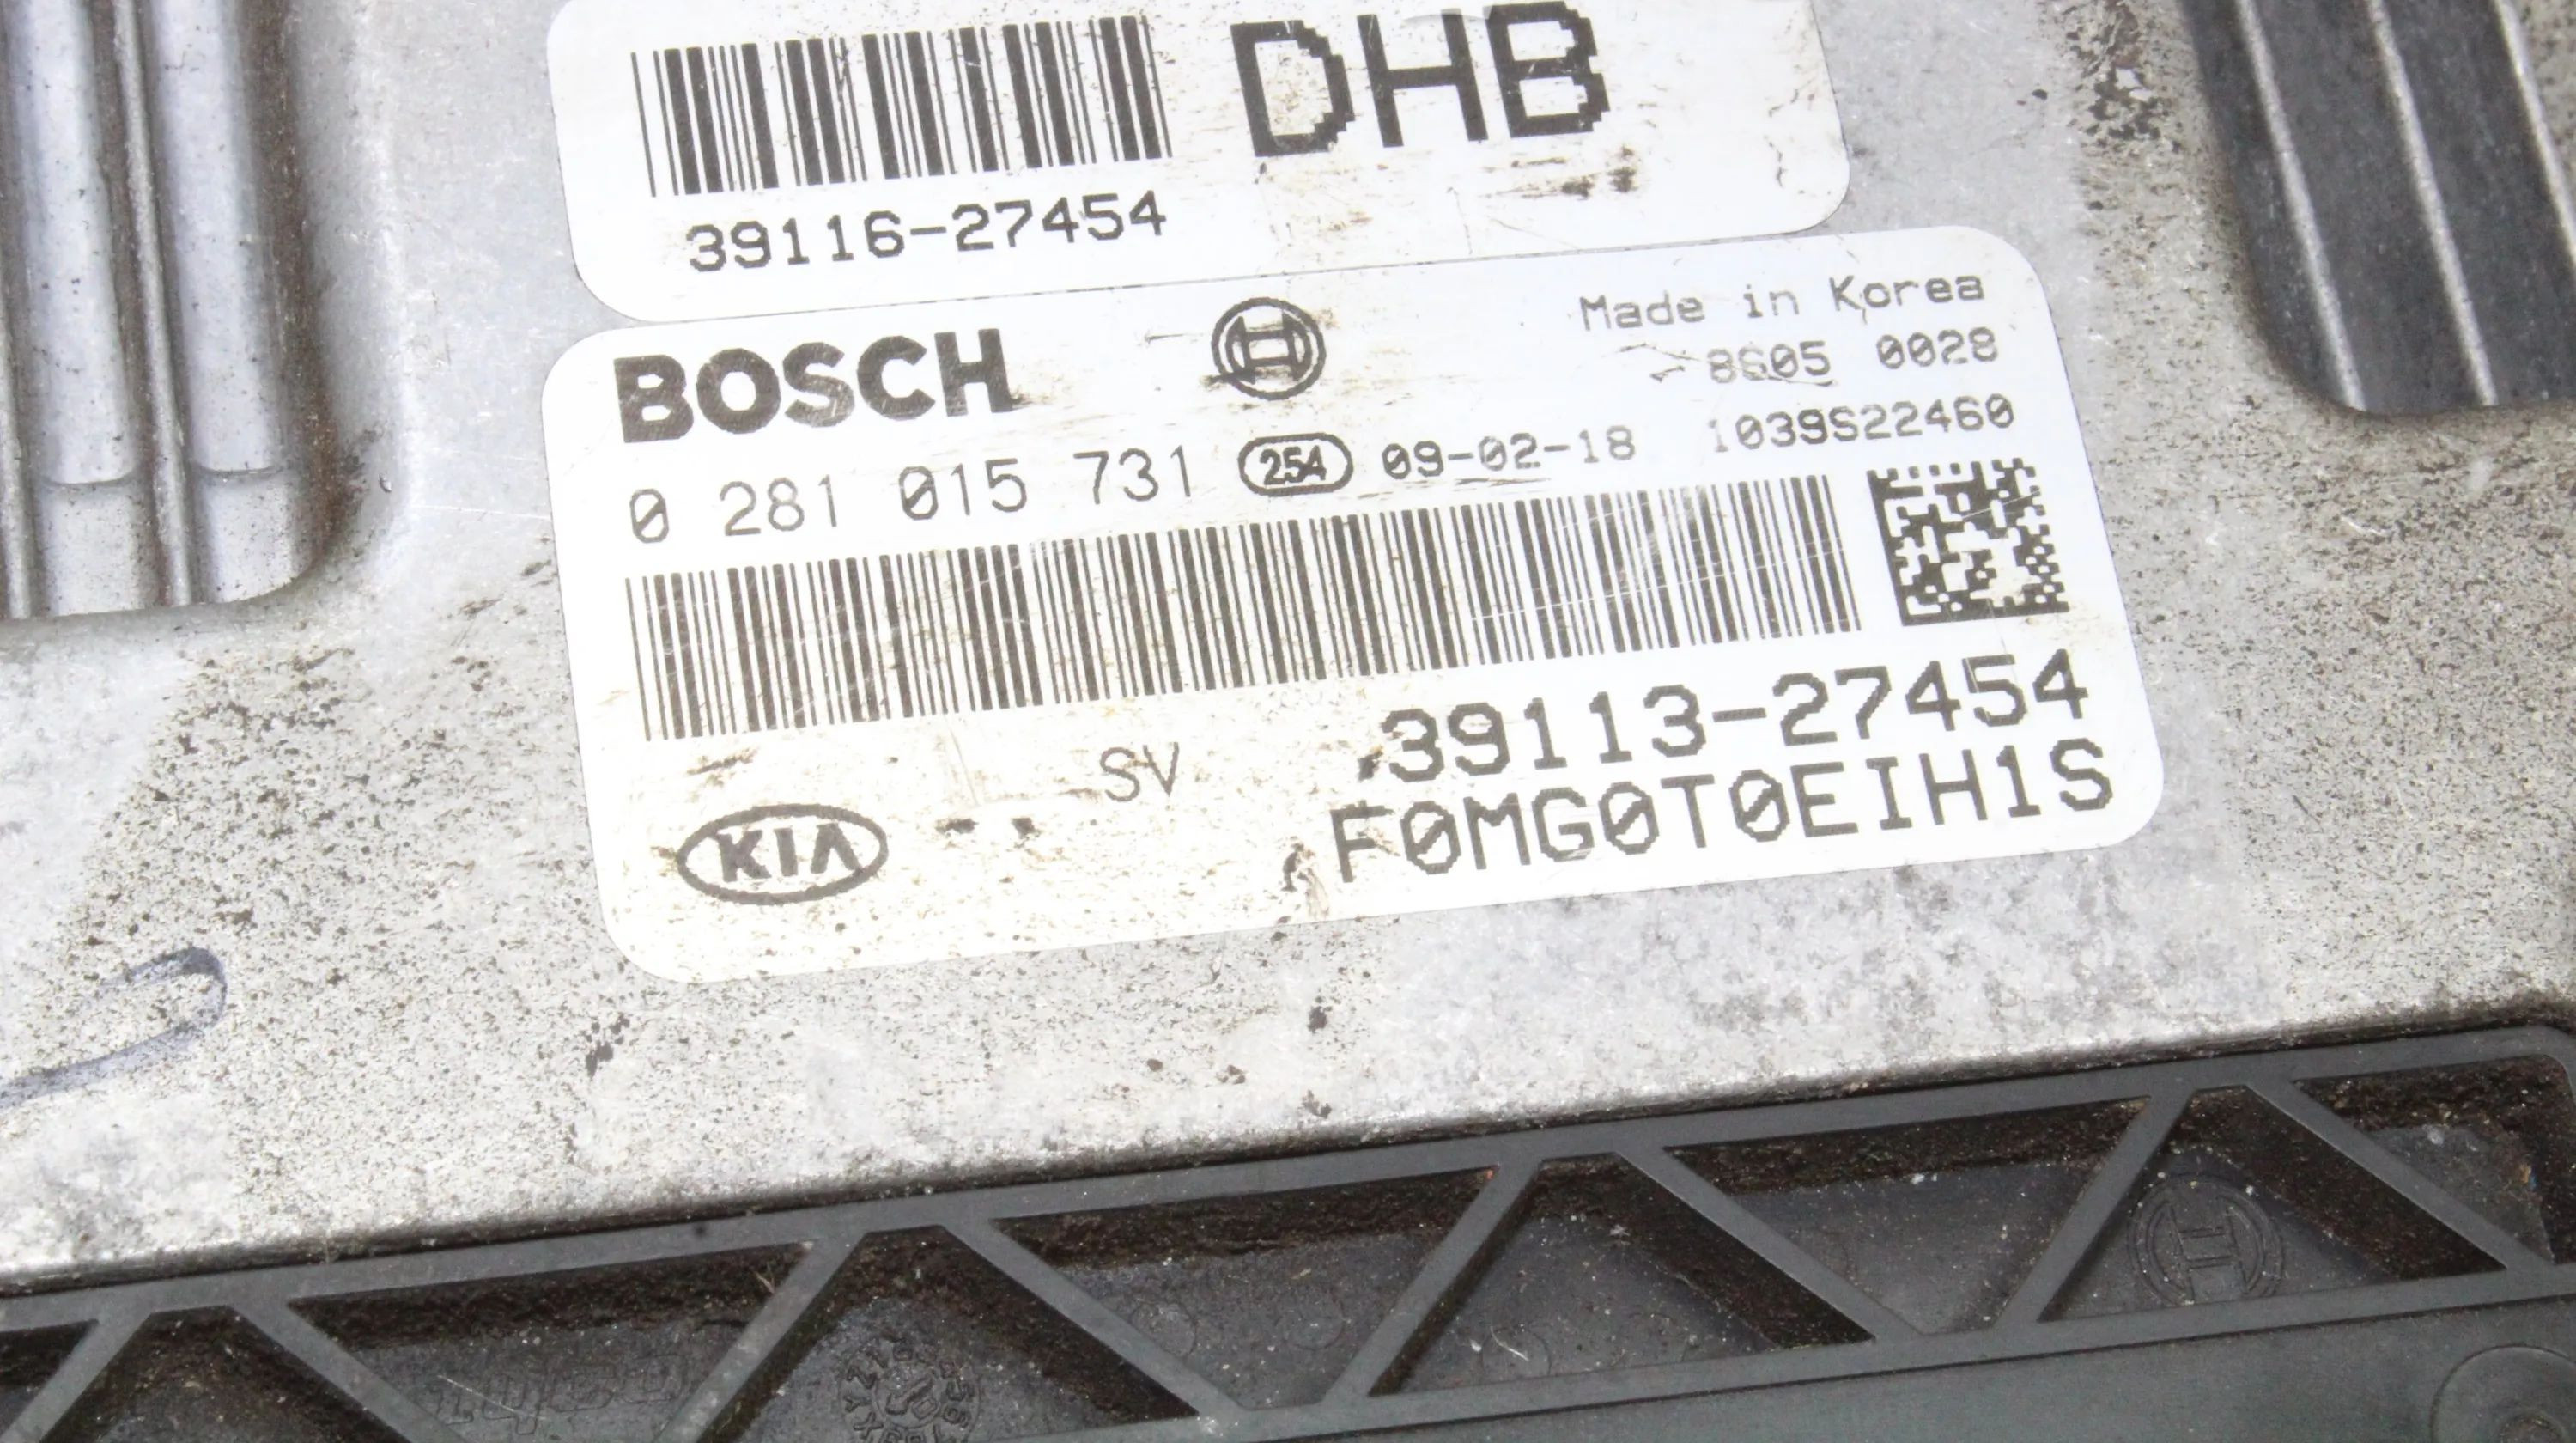 DHB
39116-27454
BOSCH
Made in Korea
8605 0028
0 281 015 731 254 09-02-18 1039S22460
39113-27454
SV
KIA
F0MG0T0EIH1S